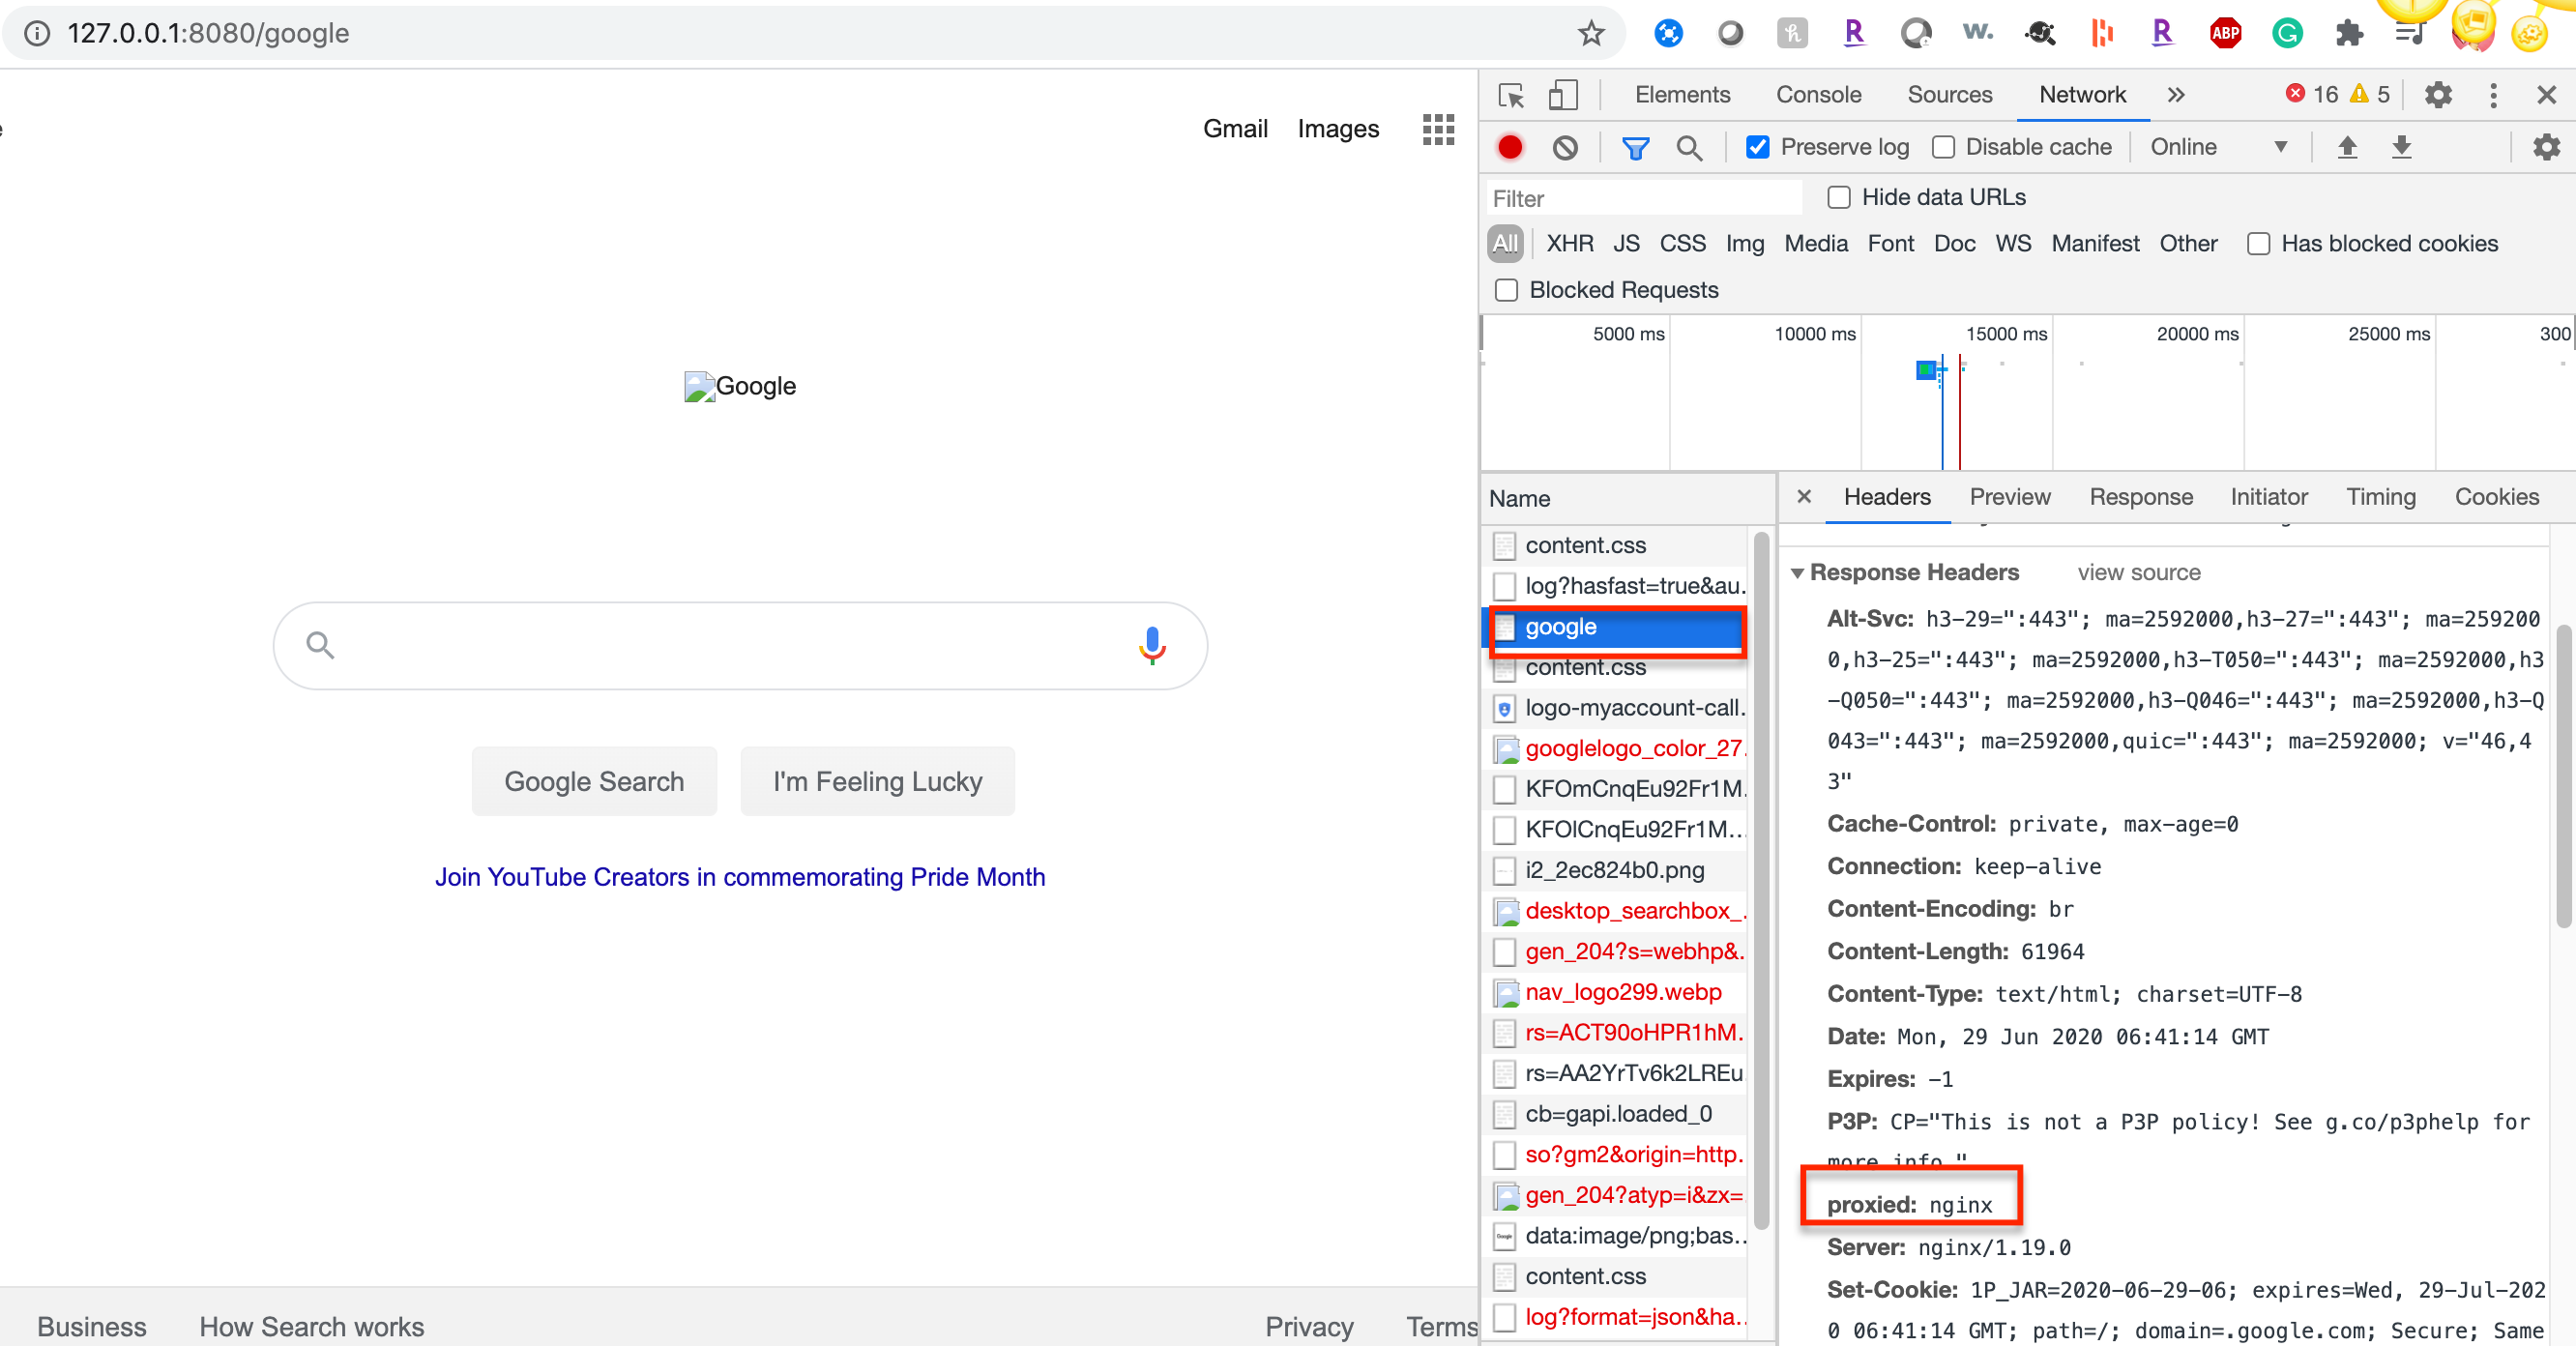 127.0.0.1:8080/google
ABP
Elements Console Sources Network 16 5
Preserve log Disable cache Online
Filter Hide data URLs
All XHR JS CSS Img Media Font Doc WS Manifest Other Has blocked cookies
Blocked Requests
5000 ms 10000 ms 15000 ms 20000 ms 25000 ms 300
Gmail Images
Google
Google Search I'm Feeling Lucky
Join YouTube Creators in commemorating Pride Month
Business How Search works Privacy Terms
Name
content.css
log?hasfast=true&au.
google
content.css
logo-myaccount-call.
googlelogo_color_27.
KFOmCnqEu92Fr1M.
KFOlCnqEu92Fr1M...
i2_2ec824b0.png
desktop_searchbox_.
gen_204?s=webhp&.
nav_logo299.webp
rs=ACT90oHPR1hM.
rs=AA2YrTv6k2LREu
cb=gapi.loaded_0
so?gm2&origin=http.
gen_204?atyp=i&zx=
data:image/png;bas..
content.css
log?format=json&ha..
Headers Preview Response Initiator Timing Cookies
Response Headers view source
Alt-Svc: h3-29=":443"; ma=2592000,h3-27=":443"; ma=259200
0,h3-25=":443"; ma=2592000,h3-T050=":443"; ma=2592000,h3
-Q050=":443"; ma=2592000,h3-Q046=":443"; ma=2592000,h3-Q
043=":443"; ma=2592000,quic=":443"; ma=2592000; v="46,4
3"
Cache-Control: private, max-age=0
Connection: keep-alive
Content-Encoding: br
Content-Length: 61964
Content-Type: text/html; charset=UTF-8
Date: Mon, 29 Jun 2020 06:41:14 GMT
Expires: -1
P3P: CP="This is not a P3P policy! See g.co/p3phelp for
more info."
proxied: nginx
Server: nginx/1.19.0
Set-Cookie: 1P_JAR=2020-06-29-06; expires=Wed, 29-Jul-202
0 06:41:14 GMT; path=/; domain=.google.com; Secure; Same